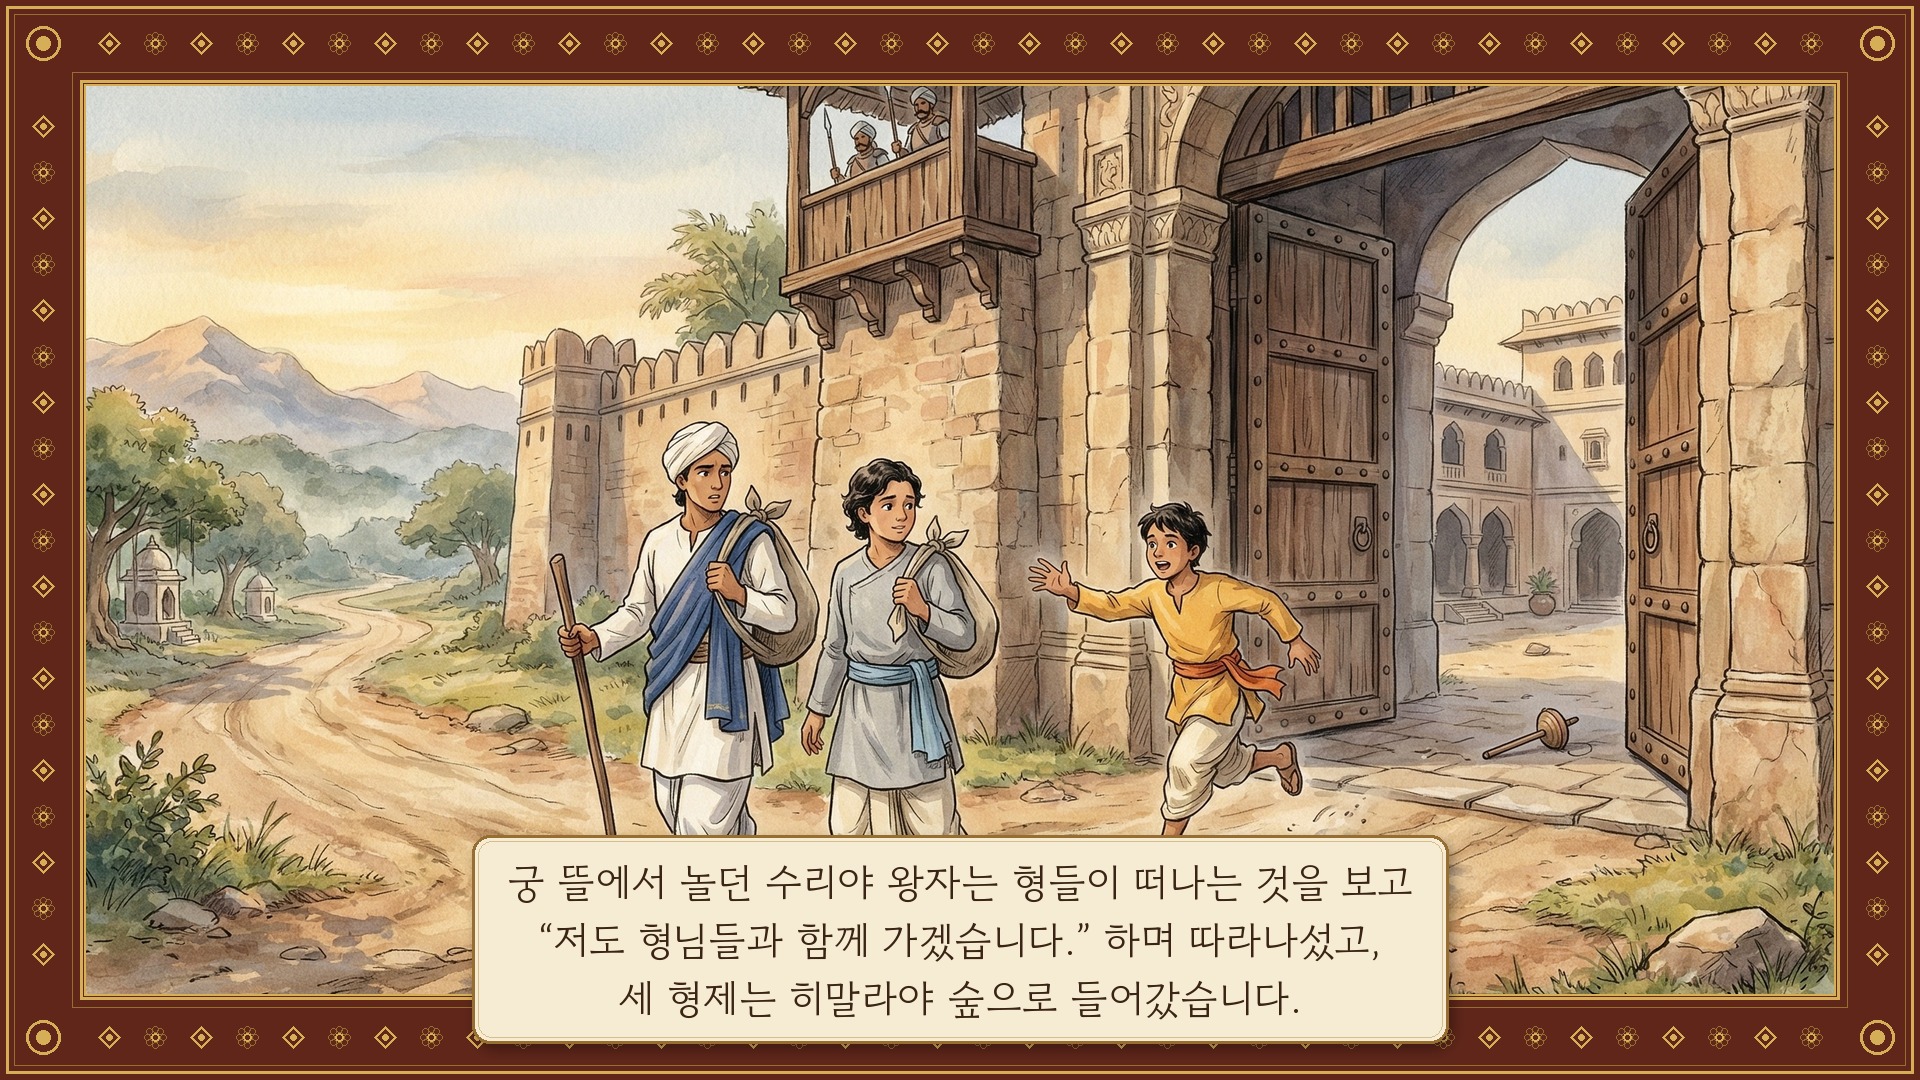 궁 뜰에서 놀던 수리야 왕자는 형들이 떠나는 것을 보고
“저도 형님들과 함께 가겠습니다.” 하며 따라나섰고,
세 형제는 히말라야 숲으로 들어갔습니다.